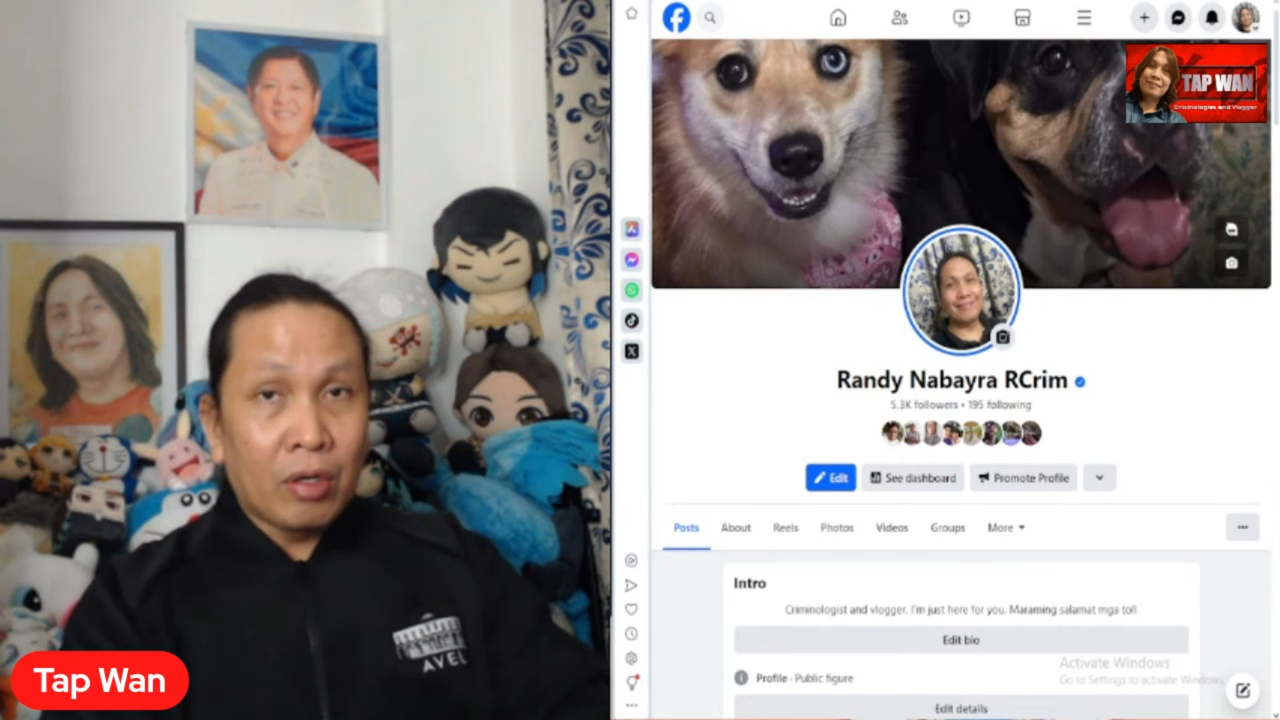 TAP WAN
Criminologist and Vlogger
Randy Nabayra RCrim
5.3K followers • 195 following
Edit
See dashboard
Promote Profile
Posts
About
Reels
Photos
Videos
Groups
More
Intro
Criminologist and vlogger. I'm just here for you. Maraming salamat mga tol!
Edit bio
Profile · Public figure
Edit details
Activate Windows
Go to Settings to activate Windows.
AVEL
Tap Wan